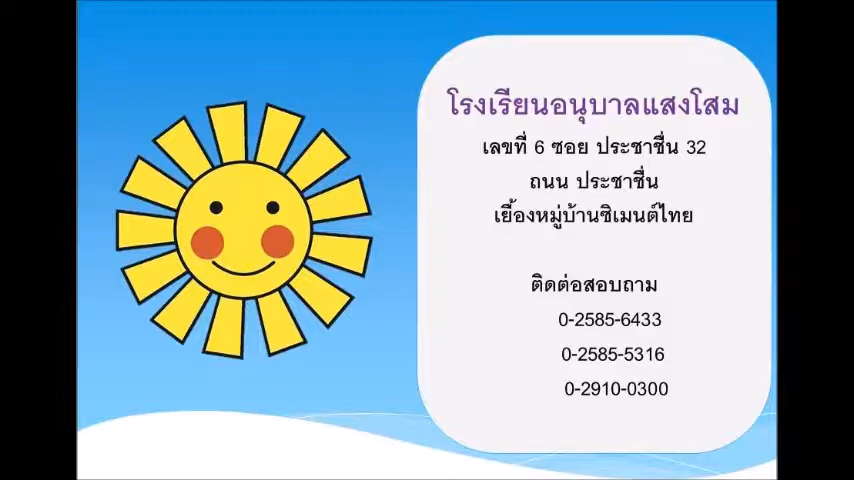 โรงเรียนอนุบาลแสงโสม
เลขที่ 6 ซอย ประชาชื่น 32
ถนน ประชาชื่น
เยื้องหมู่บ้านซิเมนต์ไทย
ติดต่อสอบถาม
0-2585-6433
0-2585-5316
0-2910-0300